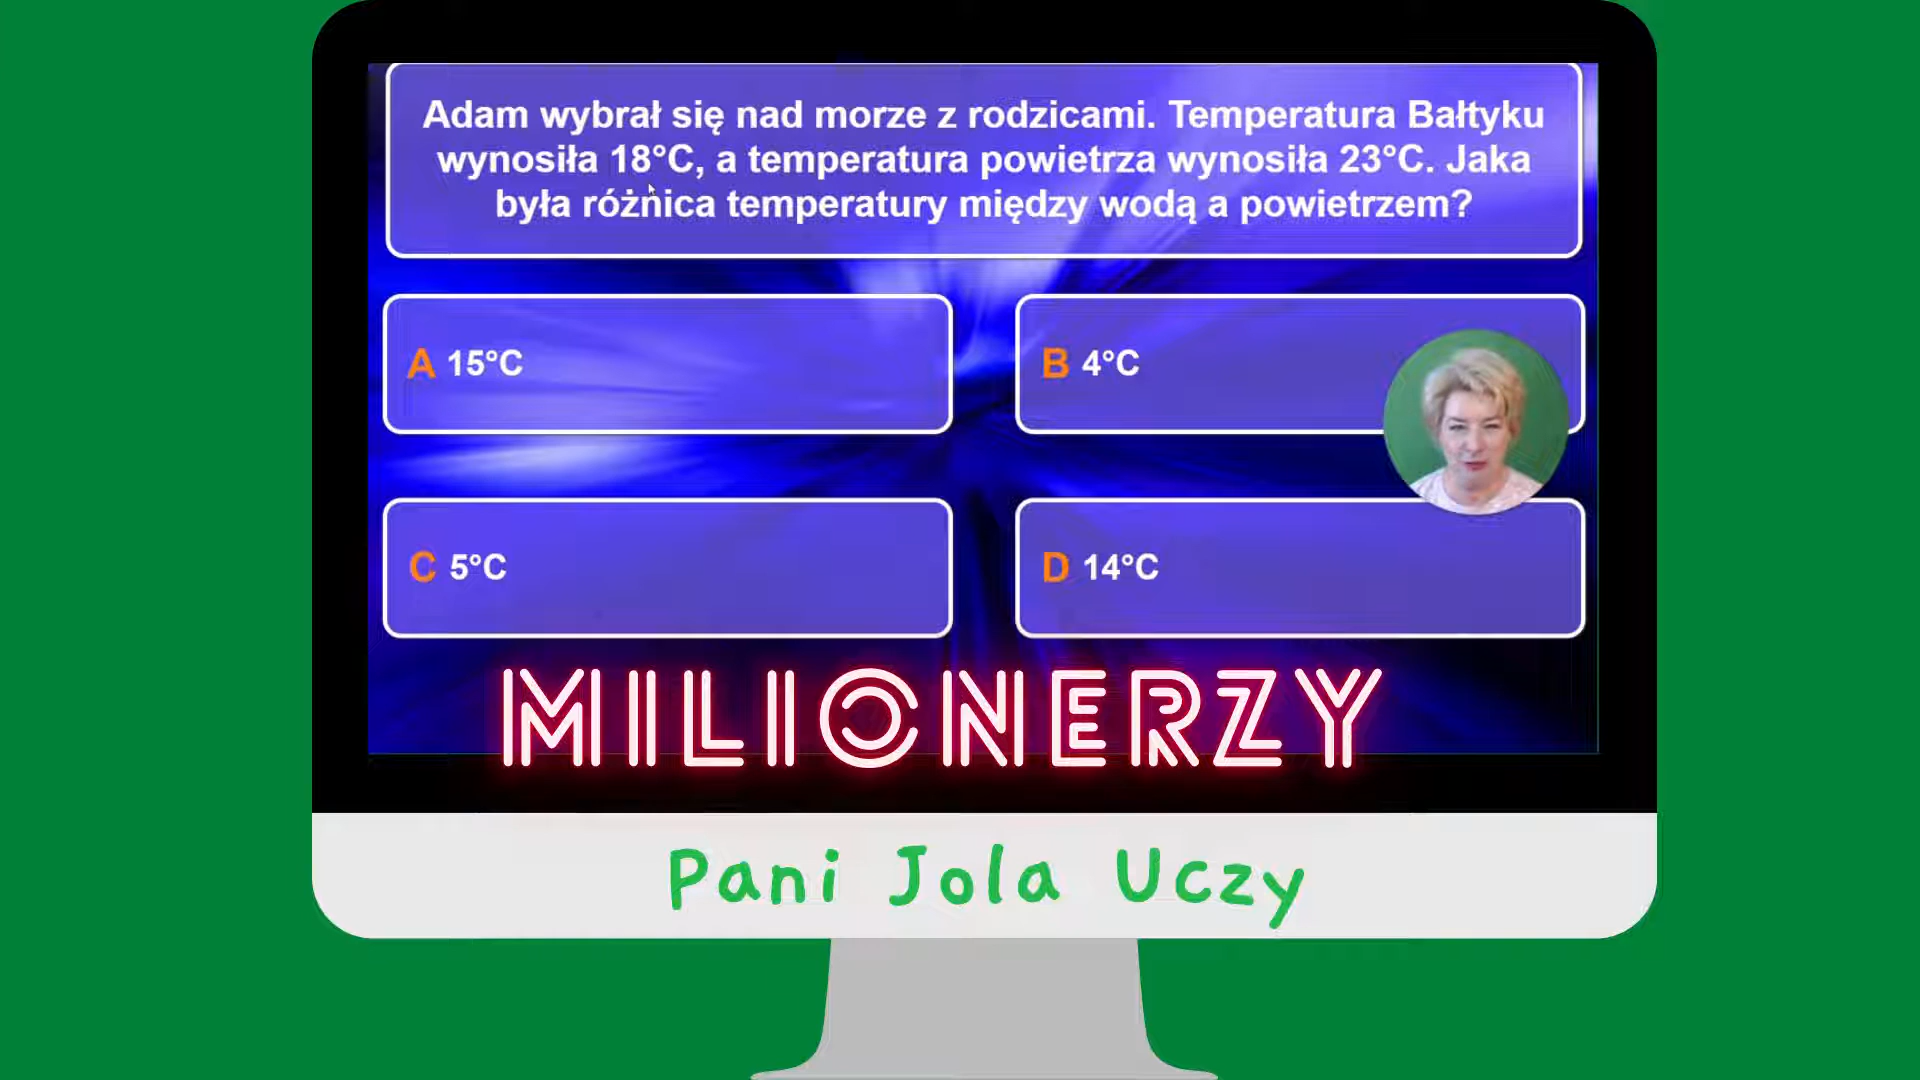 Adam wybrał się nad morze z rodzicami. Temperatura Bałtyku
wynosiła 18°C, a temperatura powietrza wynosiła 23°C. Jaka
była różnica temperatury między wodą a powietrzem?
A 15°C
B 4°C
C 5°C
D 14°C
MILIONERZY
Pani Jola Uczy